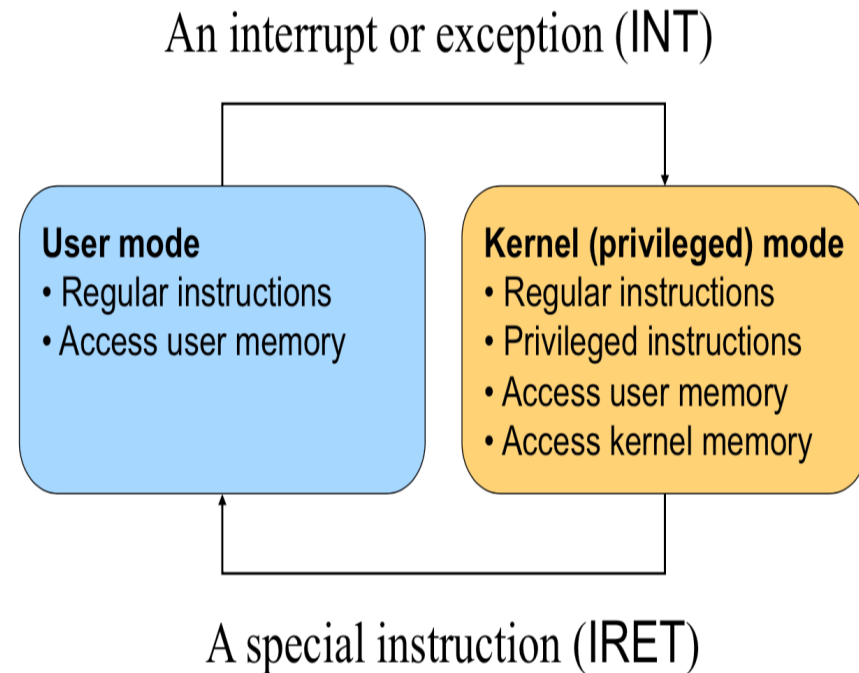 An interrupt or exception (INT)
User mode
• Regular instructions
• Access user memory
Kernel (privileged) mode
• Regular instructions
• Privileged instructions
• Access user memory
• Access kernel memory
A special instruction (IRET)